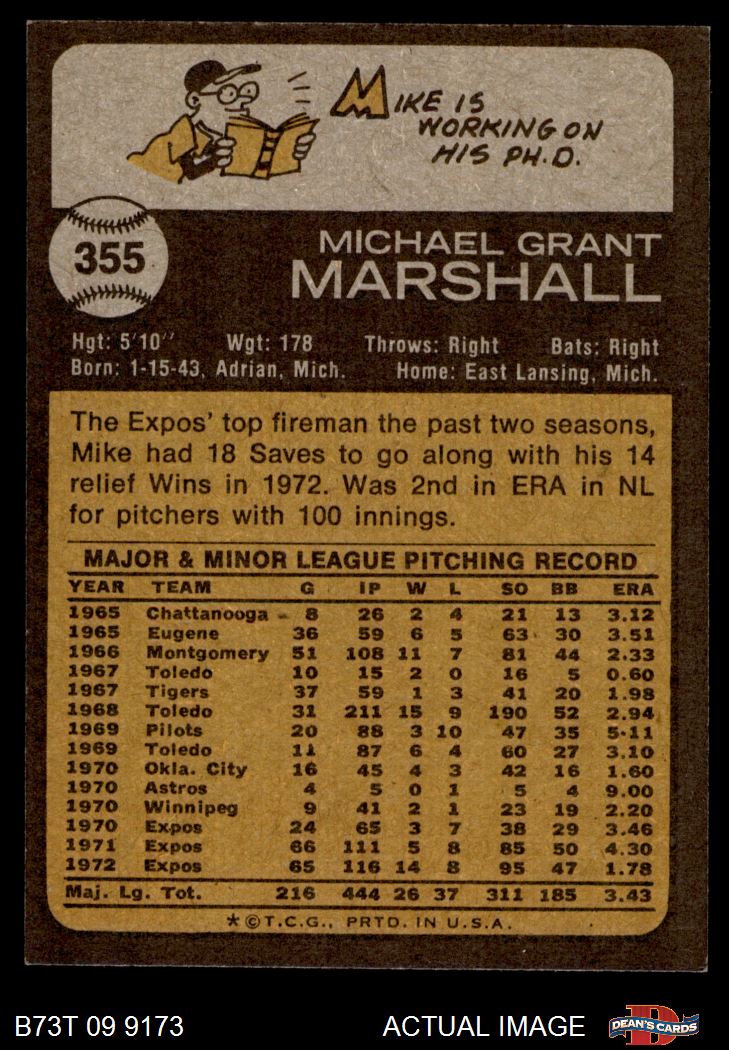 MIKE IS
WORKING ON
HIS PH.D.
355
MICHAEL GRANT
MARSHALL
Hgt: 5'10" Wgt: 178 Throws: Right Bats: Right
Born: 1-15-43, Adrian, Mich. Home: East Lansing, Mich.
The Expos' top fireman the past two seasons,
Mike had 18 Saves to go along with his 14
relief Wins in 1972. Was 2nd in ERA in NL
for pitchers with 100 innings.
MAJOR & MINOR LEAGUE PITCHING RECORD
YEAR TEAM G IP W L SO BB ERA
1965 Chattanooga 8 26 2 4 21 13 3.12
1965 Eugene 36 59 6 5 63 30 3.51
1966 Montgomery 51 108 11 7 81 44 2.33
1967 Toledo 10 15 2 0 16 5 0.60
1967 Tigers 37 59 1 3 41 20 1.98
1968 Toledo 31 211 15 9 190 52 2.94
1969 Pilots 20 88 3 10 47 35 5.11
1969 Toledo 11 87 6 4 60 27 3.10
1970 Okla. City 16 45 4 3 42 16 1.60
1970 Astros 4 5 0 1 5 4 9.00
1970 Winnipeg 9 41 2 1 23 19 2.20
1970 Expos 24 65 3 7 38 29 3.46
1971 Expos 66 111 5 8 85 50 4.30
1972 Expos 65 116 14 8 95 47 1.78
Maj. Lg. Tot. 216 444 26 37 311 185 3.43
*©T.C.G., PRTD. IN U.S.A.
B73T 09 9173 ACTUAL IMAGE DEAN'S CARDS